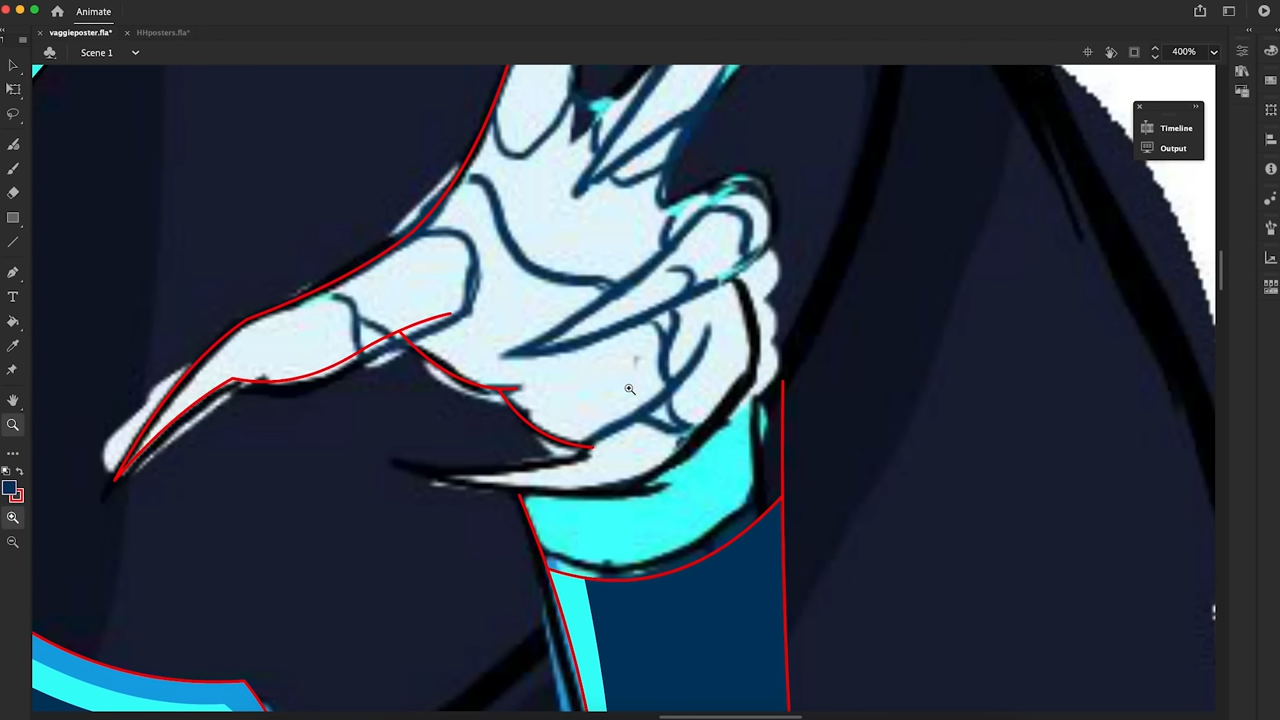 Animate
vaggieposter.fla* HHposters.fla*
Scene 1 400%
Timeline
Output